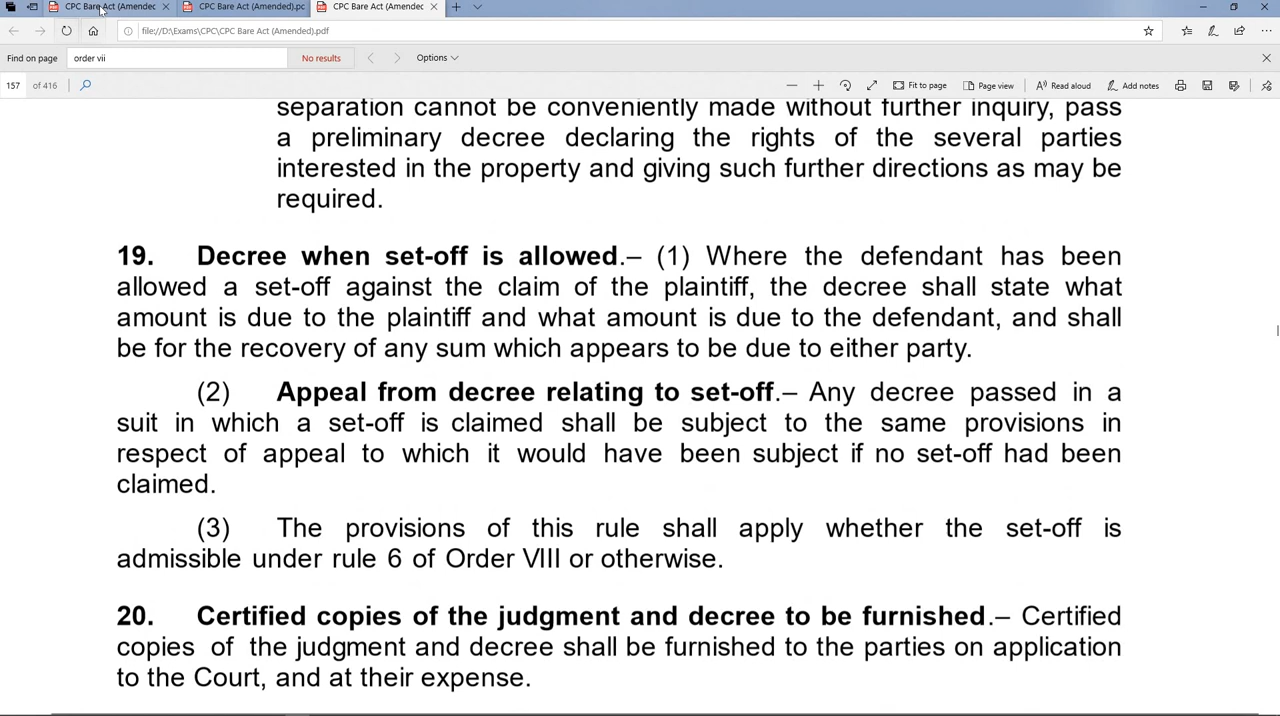 CPC Bare Act (Amended
CPC Bare Act (Amended).pc
CPC Bare Act (Amended
file://D:\Exams\CPC\CPC Bare Act (Amended).pdf
Find on page
order vii
No results
Options
157 of 416
Fit to page
Page view
Read aloud
Add notes
separation cannot be conveniently made without further inquiry, pass
a preliminary decree declaring the rights of the several parties
interested in the property and giving such further directions as may be
required.
19. Decree when set-off is allowed.– (1) Where the defendant has been
allowed a set-off against the claim of the plaintiff, the decree shall state what
amount is due to the plaintiff and what amount is due to the defendant, and shall
be for the recovery of any sum which appears to be due to either party.
(2) Appeal from decree relating to set-off.– Any decree passed in a
suit in which a set-off is claimed shall be subject to the same provisions in
respect of appeal to which it would have been subject if no set-off had been
claimed.
(3) The provisions of this rule shall apply whether the set-off is
admissible under rule 6 of Order VIII or otherwise.
20. Certified copies of the judgment and decree to be furnished.– Certified
copies of the judgment and decree shall be furnished to the parties on application
to the Court, and at their expense.